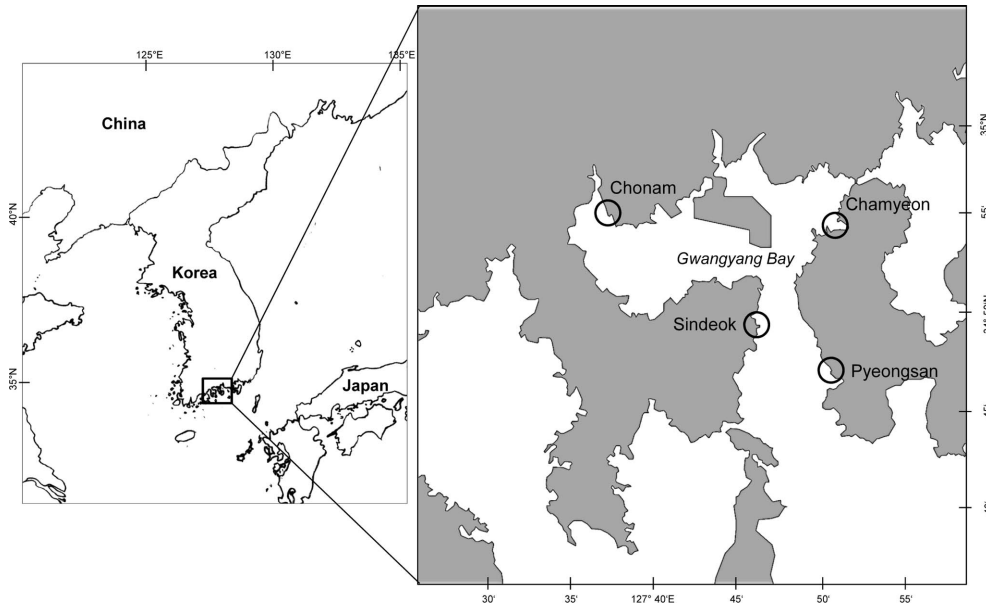 125°E
130°E
135°E
China
40°N
Korea
35°N
Japan
35°N
Chonam
Chamyeon
55'
Gwangyang Bay
Sindeok
Pyeongsan
30'
35'
127° 40'E
45'
50'
55'